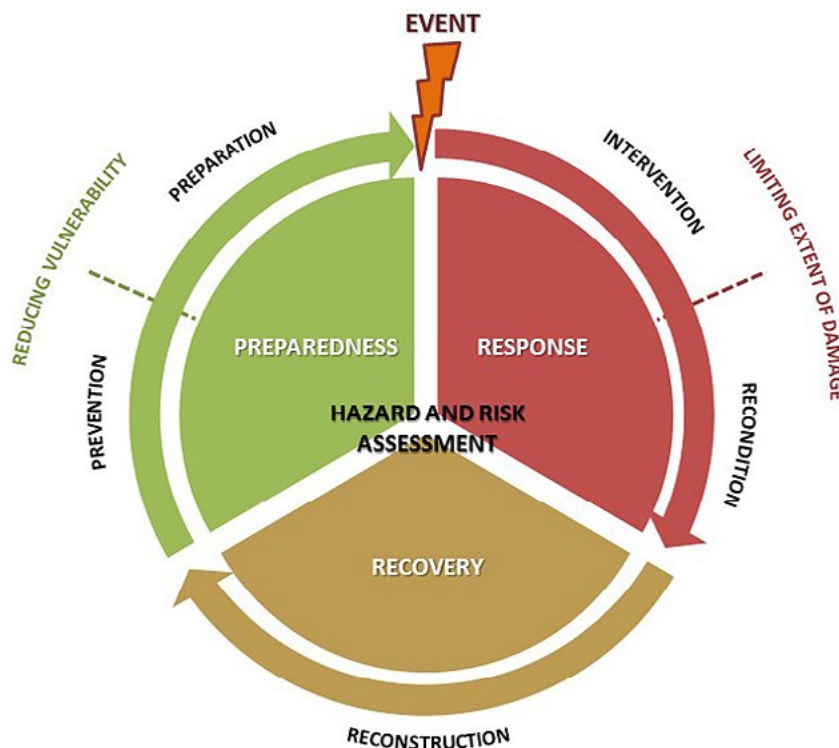 EVENT
PREPARATION
INTERVENTION
REDUCING VULNERABILITY
LIMITING EXTENT OF DAMAGE
PREPAREDNESS
RESPONSE
HAZARD AND RISK
ASSESSMENT
PREVENTION
RECONDITION
RECOVERY
RECONSTRUCTION